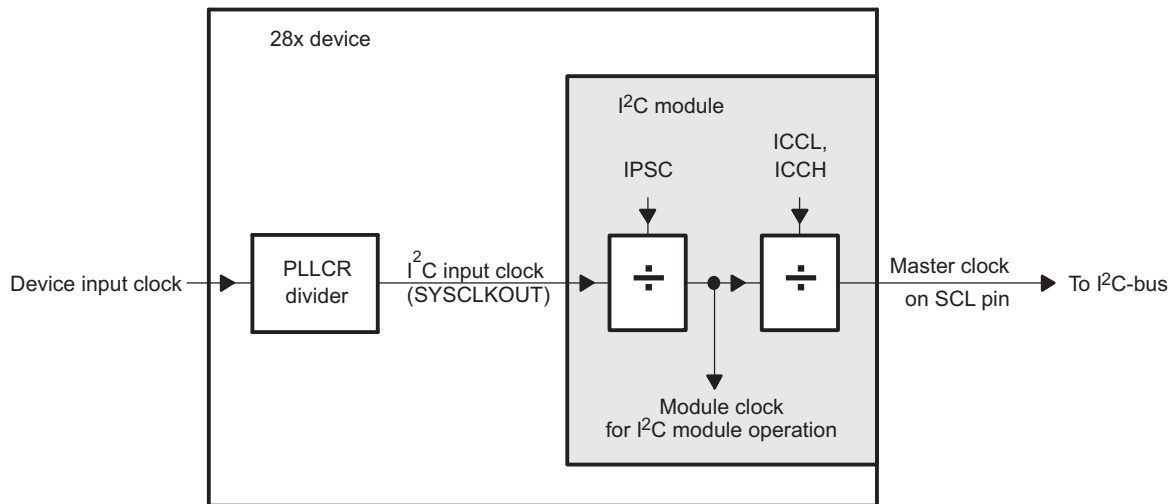 28x device
I²C module
ICCL,
ICCH
IPSC
÷
÷
Device input clock
PLLCR
divider
I²C input clock
(SYSCLKOUT)
Master clock
on SCL pin
To I²C-bus
Module clock
for I²C module operation